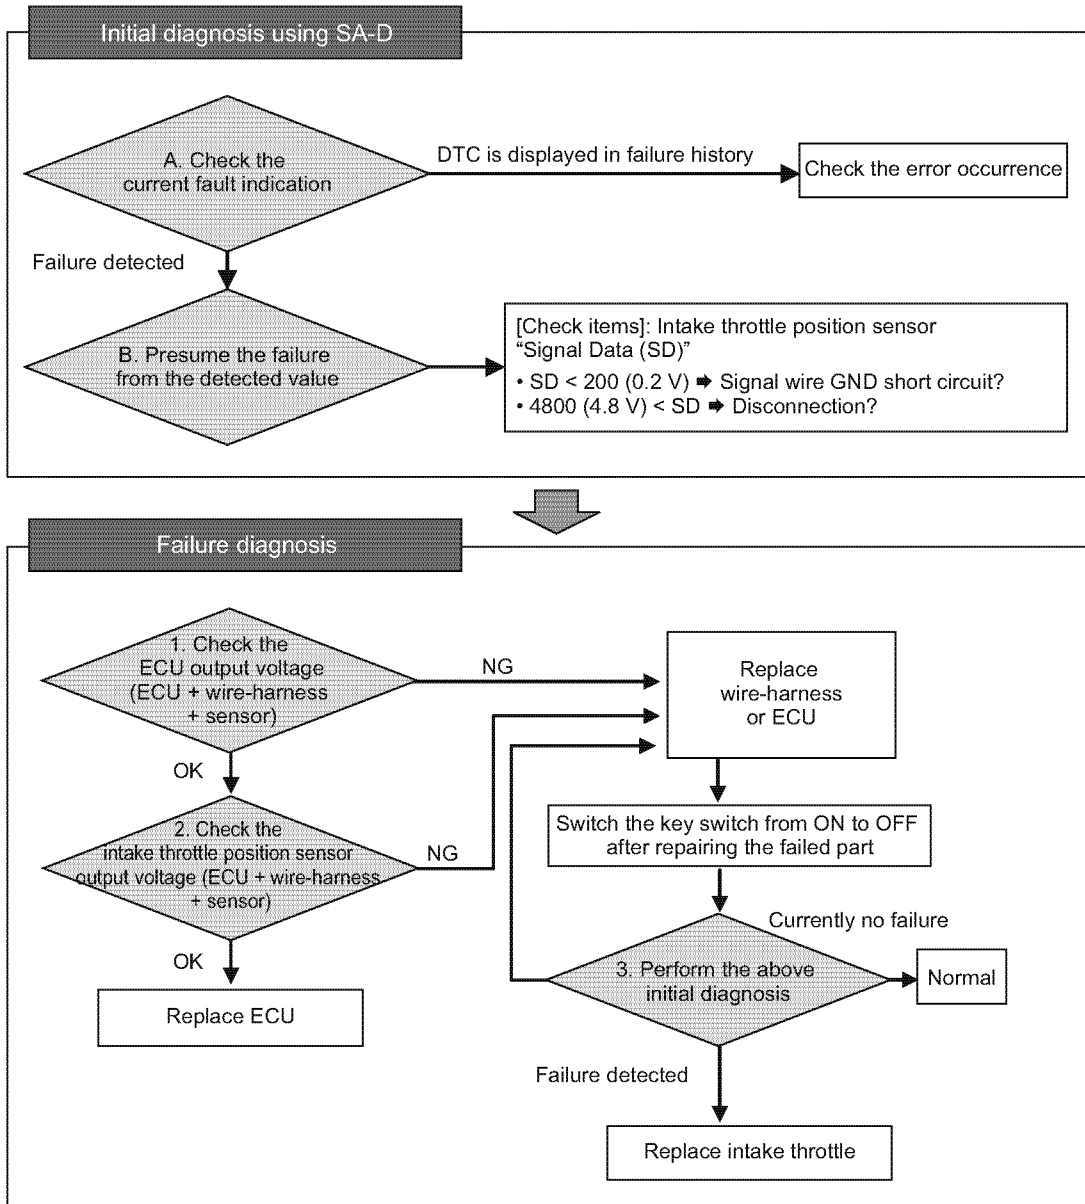 Initial diagnosis using SA-D
A. Check the
current fault indication
DTC is displayed in failure history
Check the error occurrence
Failure detected
B. Presume the failure
from the detected value
[Check items]: Intake throttle position sensor
“Signal Data (SD)”
• SD < 200 (0.2 V) ➡ Signal wire GND short circuit?
• 4800 (4.8 V) < SD ➡ Disconnection?
Failure diagnosis
1. Check the
ECU output voltage
(ECU + wire-harness
+ sensor)
NG
Replace
wire-harness
or ECU
OK
2. Check the
intake throttle position sensor
output voltage (ECU + wire-harness
+ sensor)
NG
Switch the key switch from ON to OFF
after repairing the failed part
Currently no failure
OK
3. Perform the above
initial diagnosis
Normal
Replace ECU
Failure detected
Replace intake throttle